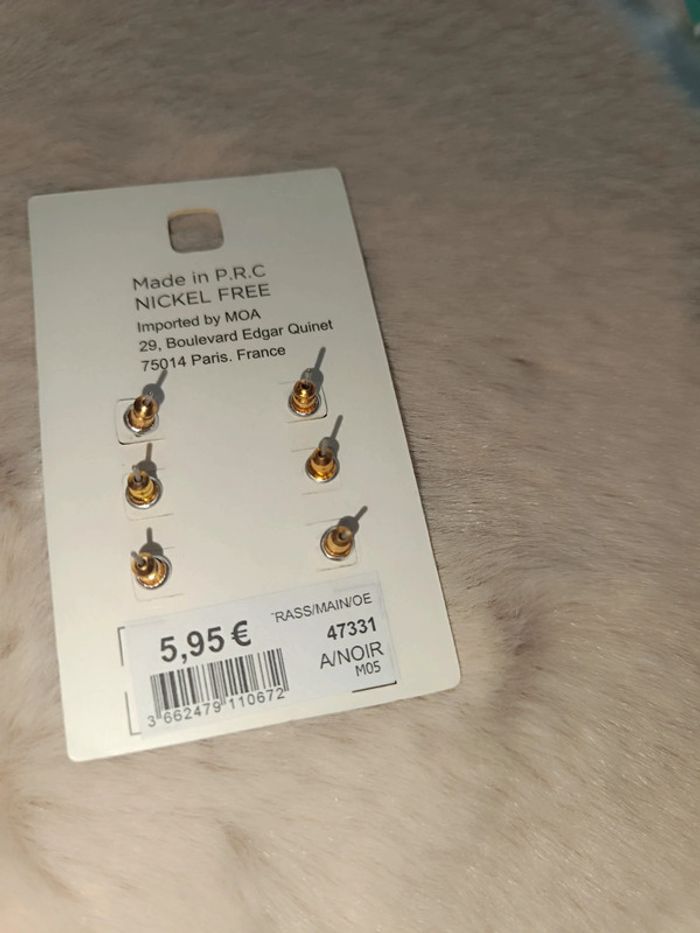 Made in P.R.C
NICKEL FREE
Imported by MOA
29, Boulevard Edgar Quinet
75014 Paris. France
5,95 €
RASS/MAIN/OE
47331
A/NOIR
M05
3 662479 110672